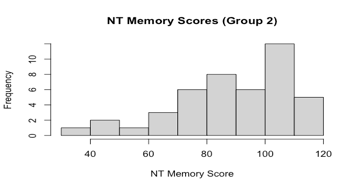 NT Memory Scores (Group 2)
Frequency
0 2 4 6 8 10
40 60 80 100 120
NT Memory Score